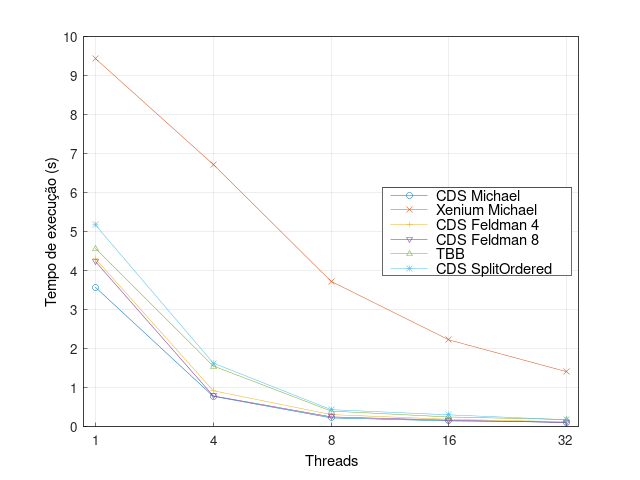 10
9
8
7
6
5
4
3
2
1
0
Tempo de execução (s)
CDS Michael
Xenium Michael
CDS Feldman 4
CDS Feldman 8
TBB
CDS SplitOrdered
1 4 8 16 32
Threads